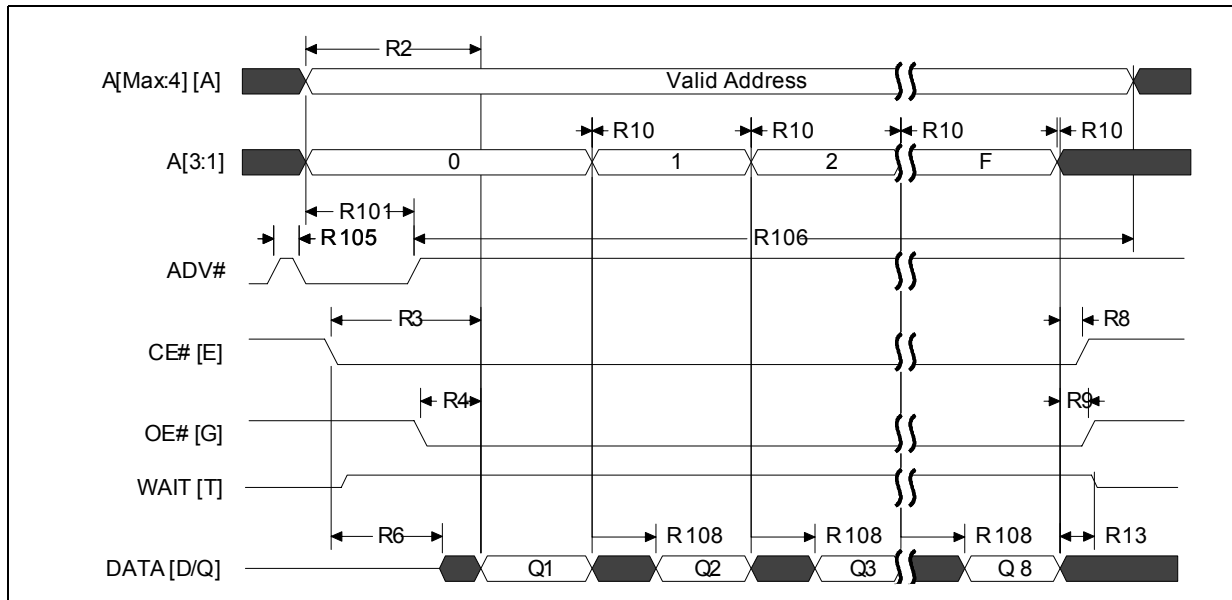 R2
A[Max:4] [A] Valid Address
R10 R10 R10 R10
A[3:1] 0 1 2 F
R101
R105 R106
ADV#
R3 R8
CE# [E]
R4 R9
OE# [G]
WAIT [T]
R6 R108 R108 R108 R13
DATA [D/Q] Q1 Q2 Q3 Q 8